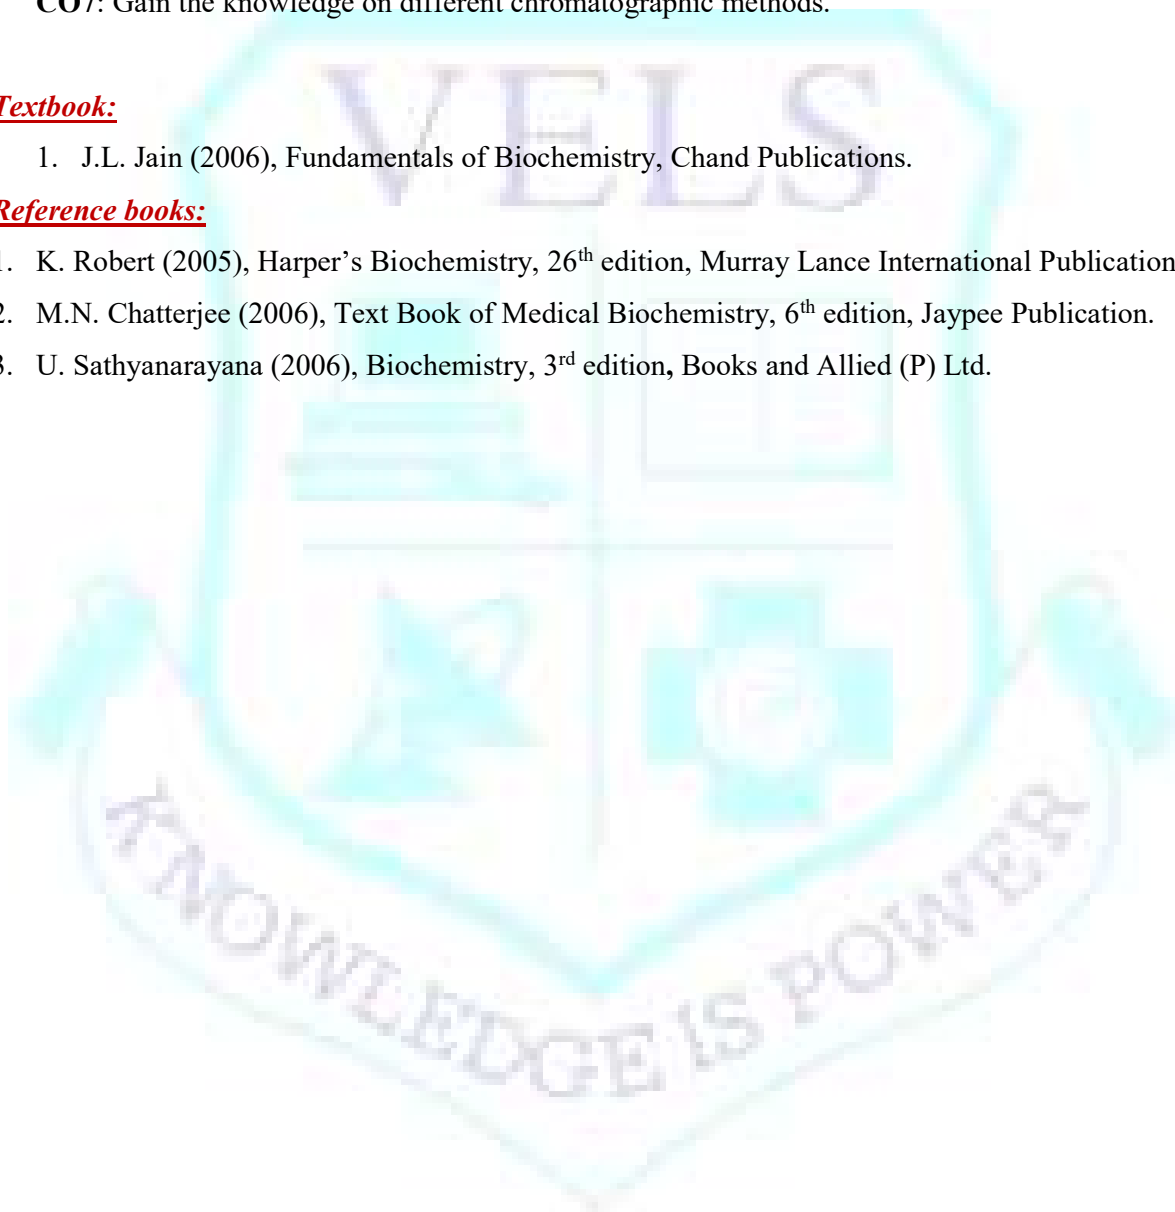 CO7: Gain the knowledge on different chromatographic methods.
VELS
Textbook:
1. J.L. Jain (2006), Fundamentals of Biochemistry, Chand Publications.
Reference books:
1. K. Robert (2005), Harper’s Biochemistry, 26th edition, Murray Lance International Publication
2. M.N. Chatterjee (2006), Text Book of Medical Biochemistry, 6th edition, Jaypee Publication.
3. U. Sathyanarayana (2006), Biochemistry, 3rd edition, Books and Allied (P) Ltd.
KNOWLEDGE IS POWER